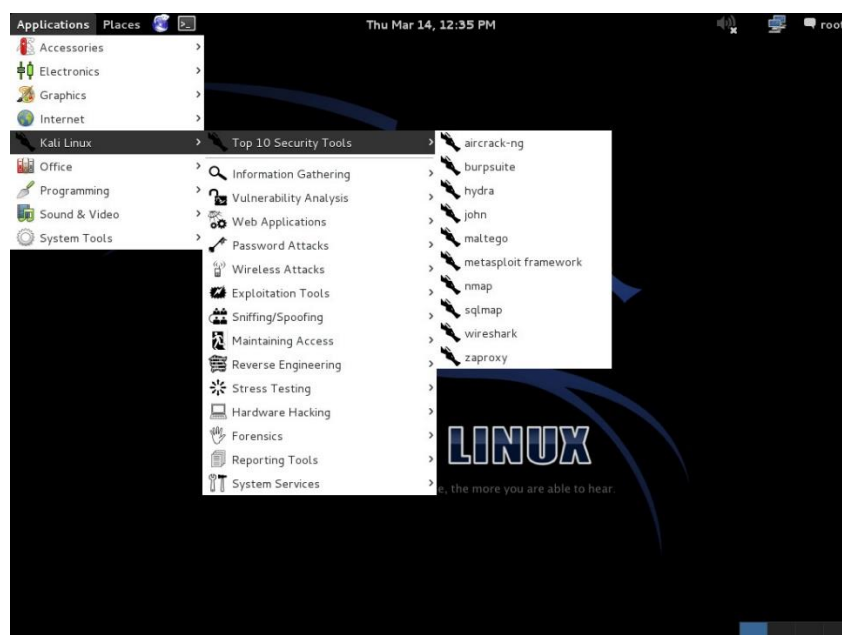 Applications Places Thu Mar 14, 12:35 PM root
Accessories
Electronics
Graphics
Internet
Kali Linux
Office
Programming
Sound & Video
System Tools
Top 10 Security Tools
Information Gathering
Vulnerability Analysis
Web Applications
Password Attacks
Wireless Attacks
Exploitation Tools
Sniffing/Spoofing
Maintaining Access
Reverse Engineering
Stress Testing
Hardware Hacking
Forensics
Reporting Tools
System Services
aircrack-ng
burpsuite
hydra
john
maltego
metasploit framework
nmap
sqlmap
wireshark
zaproxy
LINUX
e, the more you are able to hear.